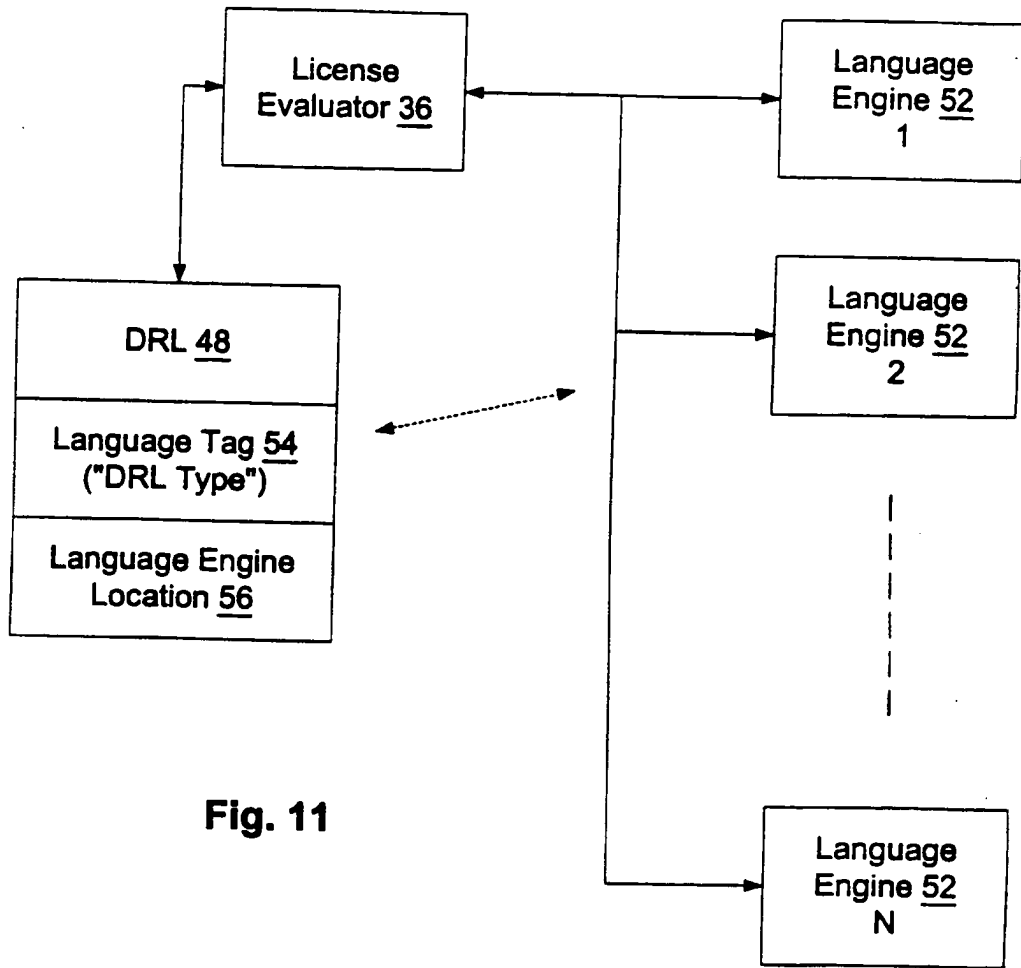 License
Evaluator 36
Language
Engine 52
1
Language
Engine 52
2
DRL 48
Language Tag 54
("DRL Type")
Language Engine
Location 56
Language
Engine 52
N
Fig. 11